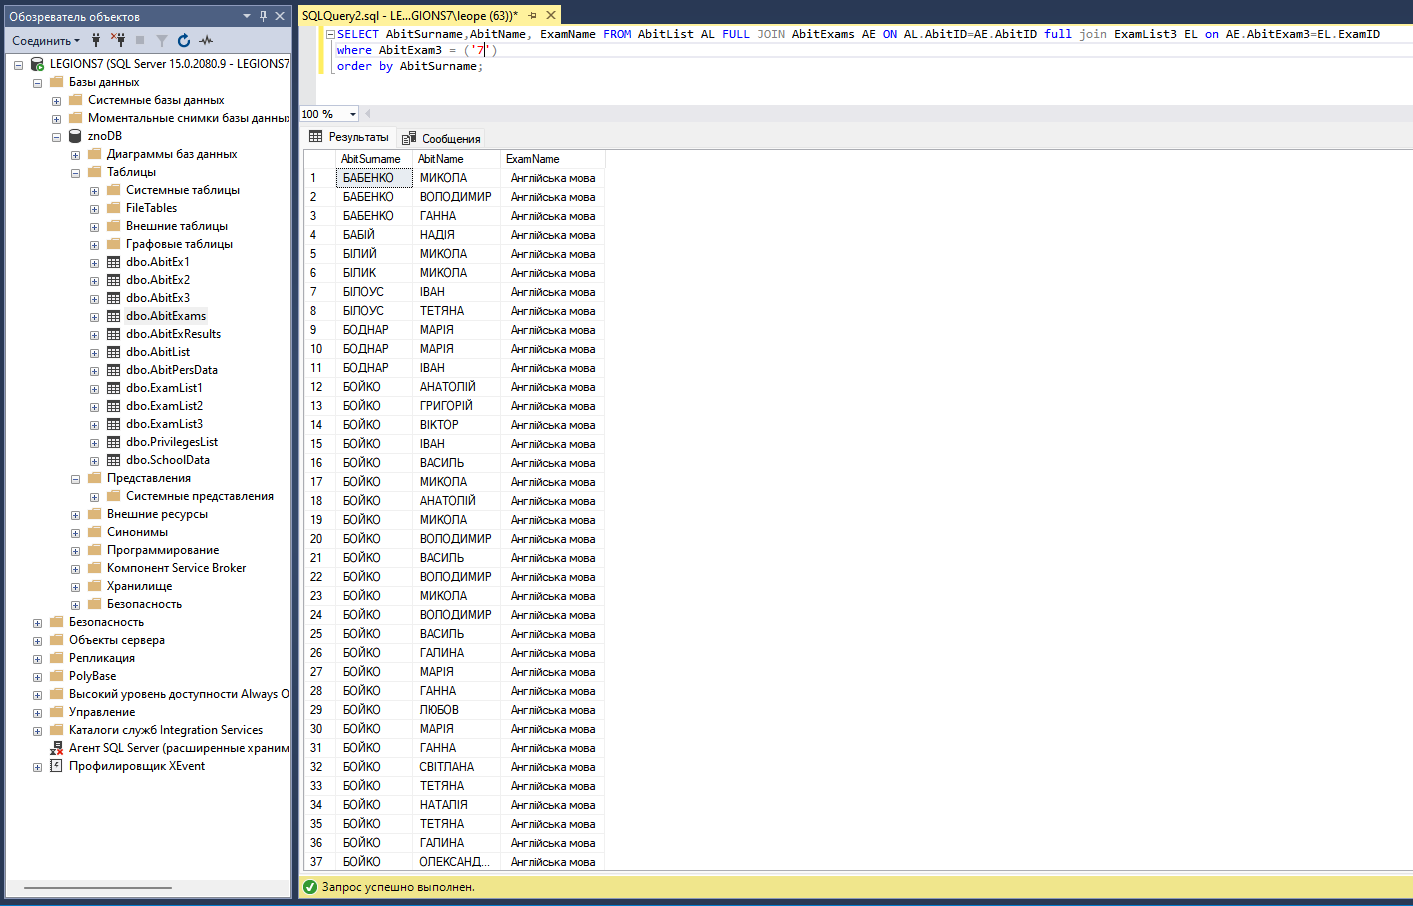 Обозреватель объектов
Соединить
LEGIONS7 (SQL Server 15.0.2080.9 - LEGIONS7
Базы данных
Системные базы данных
Моментальные снимки базы данных
znoDB
Диаграммы баз данных
Таблицы
Системные таблицы
FileTables
Внешние таблицы
Графовые таблицы
dbo.AbitEx1
dbo.AbitEx2
dbo.AbitEx3
dbo.AbitExams
dbo.AbitExResults
dbo.AbitList
dbo.AbitPersData
dbo.ExamList1
dbo.ExamList2
dbo.ExamList3
dbo.PrivilegesList
dbo.SchoolData
Представления
Системные представления
Внешние ресурсы
Синонимы
Программирование
Компонент Service Broker
Хранилище
Безопасность
Безопасность
Объекты сервера
Репликация
PolyBase
Высокий уровень доступности Always O
Управление
Каталоги служб Integration Services
Агент SQL Server (расширенные храним
Профилировщик XEvent
SQLQuery2.sql - LE...GIONS7\leope (63))*
SELECT AbitSurname,AbitName, ExamName FROM AbitList AL FULL JOIN AbitExams AE ON AL.AbitID=AE.AbitID full join ExamList3 EL on AE.AbitExam3=EL.ExamID
where AbitExam3 = ('7')
order by AbitSurname;
100 %
Результаты Сообщения
AbitSurname AbitName ExamName
1 БАБЕНКО МИКОЛА Англійська мова
2 БАБЕНКО ВОЛОДИМИР Англійська мова
3 БАБЕНКО ГАННА Англійська мова
4 БАБІЙ НАДІЯ Англійська мова
5 БІЛИЙ МИКОЛА Англійська мова
6 БІЛИК МИКОЛА Англійська мова
7 БІЛОУС ІВАН Англійська мова
8 БІЛОУС ТЕТЯНА Англійська мова
9 БОДНАР МАРІЯ Англійська мова
10 БОДНАР МАРІЯ Англійська мова
11 БОДНАР ІВАН Англійська мова
12 БОЙКО АНАТОЛІЙ Англійська мова
13 БОЙКО ГРИГОРІЙ Англійська мова
14 БОЙКО ВІКТОР Англійська мова
15 БОЙКО ІВАН Англійська мова
16 БОЙКО ВАСИЛЬ Англійська мова
17 БОЙКО МИКОЛА Англійська мова
18 БОЙКО АНАТОЛІЙ Англійська мова
19 БОЙКО МИКОЛА Англійська мова
20 БОЙКО ВОЛОДИМИР Англійська мова
21 БОЙКО ВАСИЛЬ Англійська мова
22 БОЙКО ВОЛОДИМИР Англійська мова
23 БОЙКО МИКОЛА Англійська мова
24 БОЙКО ВОЛОДИМИР Англійська мова
25 БОЙКО ВАСИЛЬ Англійська мова
26 БОЙКО ГАЛИНА Англійська мова
27 БОЙКО МАРІЯ Англійська мова
28 БОЙКО ГАННА Англійська мова
29 БОЙКО ЛЮБОВ Англійська мова
30 БОЙКО МАРІЯ Англійська мова
31 БОЙКО ГАННА Англійська мова
32 БОЙКО СВІТЛАНА Англійська мова
33 БОЙКО ТЕТЯНА Англійська мова
34 БОЙКО НАТАЛІЯ Англійська мова
35 БОЙКО ТЕТЯНА Англійська мова
36 БОЙКО ГАЛИНА Англійська мова
37 БОЙКО ОЛЕКСАНД... Англійська мова
Запрос успешно выполнен.